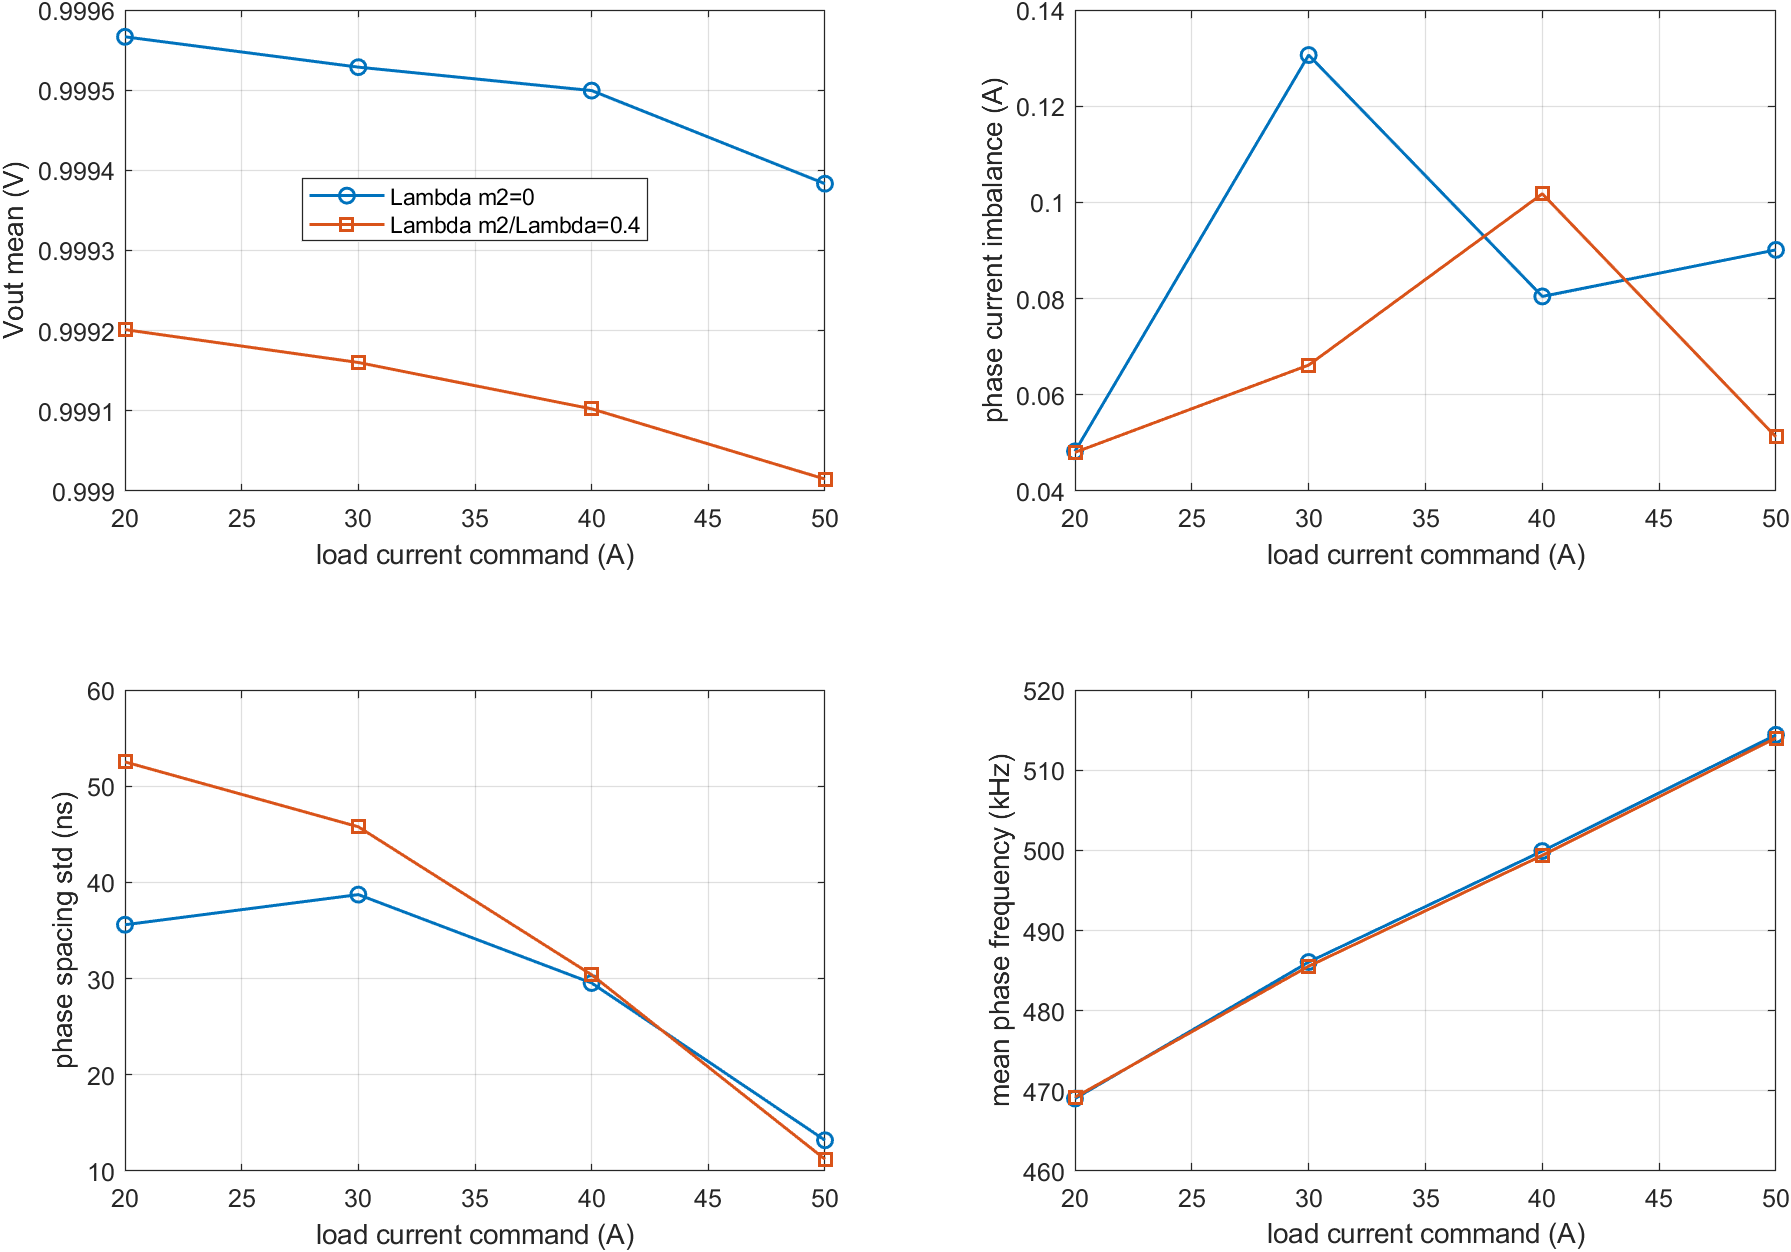 0.9996
0.9995
0.9994
0.9993
0.9992
0.9991
0.999
Vout mean (V)
Lambda m2=0
Lambda m2/Lambda=0.4
20 25 30 35 40 45 50
load current command (A)
0.14
0.12
0.1
0.08
0.06
0.04
phase current imbalance (A)
20 25 30 35 40 45 50
load current command (A)
60
50
40
30
20
10
phase spacing std (ns)
20 25 30 35 40 45 50
load current command (A)
520
510
500
490
480
470
460
mean phase frequency (kHz)
20 25 30 35 40 45 50
load current command (A)